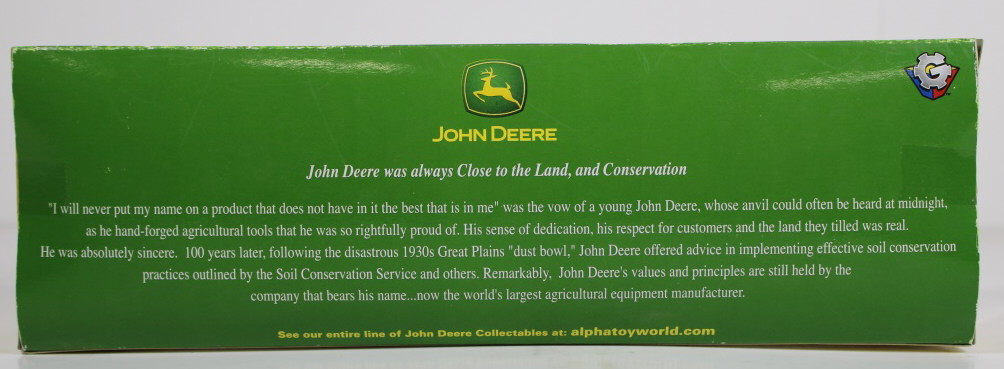 G
JOHN DEERE
John Deere was always Close to the Land, and Conservation
"I will never put my name on a product that does not have in it the best that is in me" was the vow of a young John Deere, whose anvil could often be heard at midnight,
as he hand-forged agricultural tools that he was so rightfully proud of. His sense of dedication, his respect for customers and the land they tilled was real.
He was absolutely sincere. 100 years later, following the disastrous 1930s Great Plains "dust bowl," John Deere offered advice in implementing effective soil conservation
practices outlined by the Soil Conservation Service and others. Remarkably, John Deere's values and principles are still held by the
company that bears his name...now the world's largest agricultural equipment manufacturer.
See our entire line of John Deere Collectables at: alphatoyworld.com